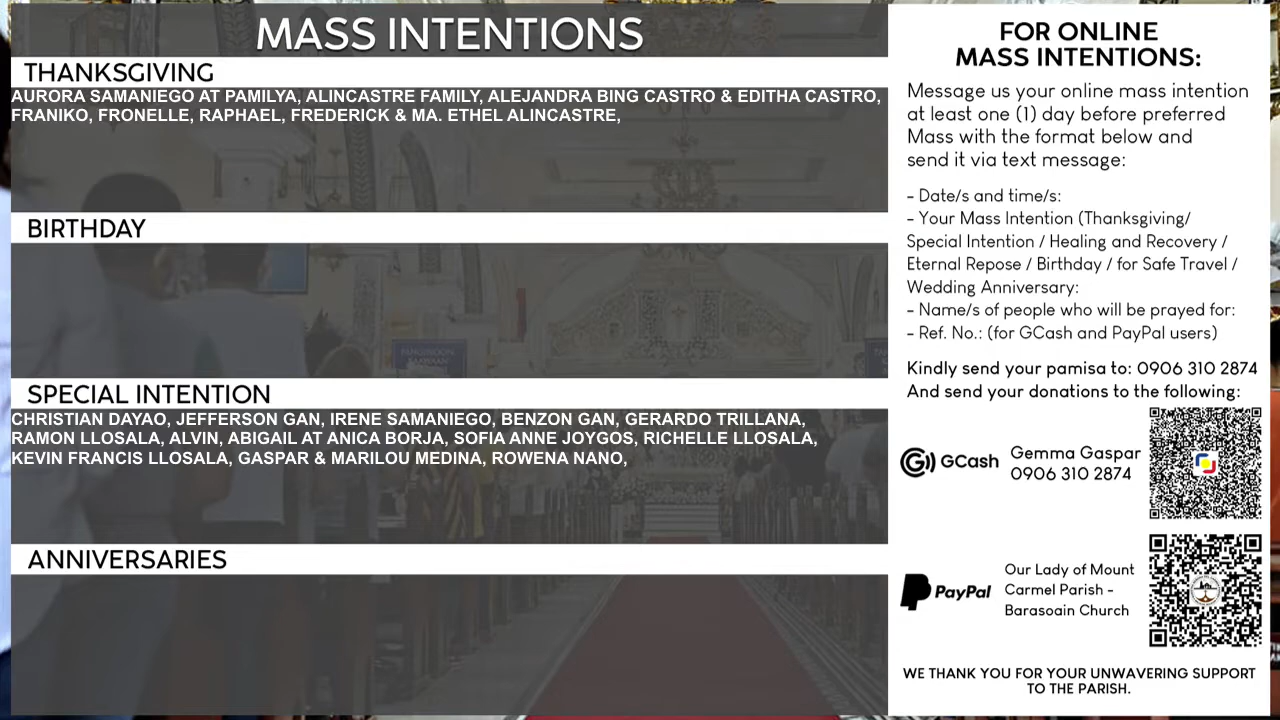 MASS INTENTIONS
THANKSGIVING
AURORA SAMANIEGO AT PAMILYA, ALINCASTRE FAMILY, ALEJANDRA BING CASTRO & EDITHA CASTRO,
FRANIKO, FRONELLE, RAPHAEL, FREDERICK & MA. ETHEL ALINCASTRE,
BIRTHDAY
PANGINOON,
KAAWAAN
SPECIAL INTENTION
CHRISTIAN DAYAO, JEFFERSON GAN, IRENE SAMANIEGO, BENZON GAN, GERARDO TRILLANA,
RAMON LLOSALA, ALVIN, ABIGAIL AT ANICA BORJA, SOFIA ANNE JOYGOS, RICHELLE LLOSALA,
KEVIN FRANCIS LLOSALA, GASPAR & MARILOU MEDINA, ROWENA NANO,
ANNIVERSARIES
FOR ONLINE
MASS INTENTIONS:
Message us your online mass intention
at least one (1) day before preferred
Mass with the format below and
send it via text message:
- Date/s and time/s:
- Your Mass Intention (Thanksgiving/
Special Intention / Healing and Recovery /
Eternal Repose / Birthday / for Safe Travel /
Wedding Anniversary:
- Name/s of people who will be prayed for:
- Ref. No.: (for GCash and PayPal users)
Kindly send your pamisa to: 0906 310 2874
And send your donations to the following:
GCash
Gemma Gaspar
0906 310 2874
PayPal
Our Lady of Mount
Carmel Parish -
Barasoain Church
WE THANK YOU FOR YOUR UNWAVERING SUPPORT
TO THE PARISH.